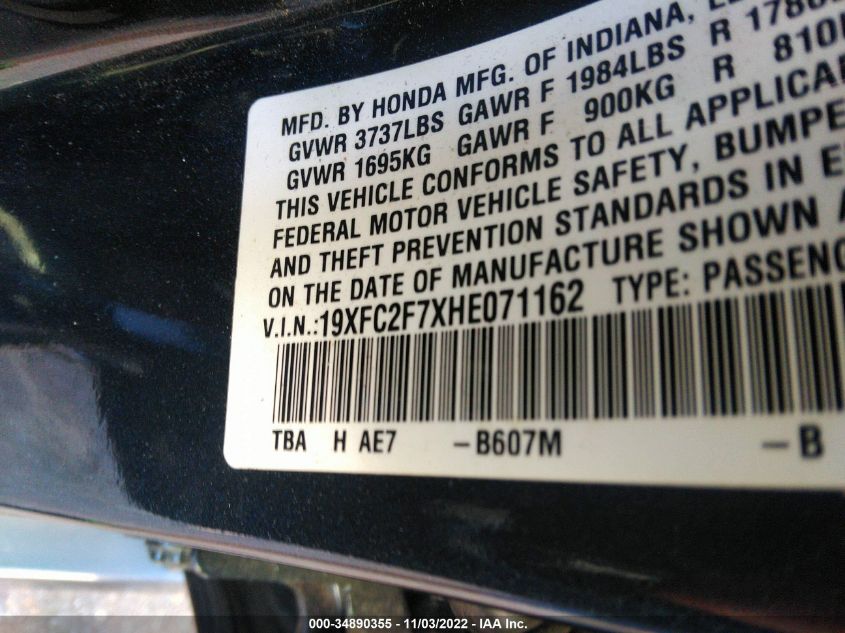 MFD. BY HONDA MFG. OF INDIANA,
GVWR 3737LBS GAWR F 1984LBS R
GVWR 1695KG GAWR F 900KG R
THIS VEHICLE CONFORMS TO ALL
FEDERAL MOTOR VEHICLE SAFETY,
AND THEFT PREVENTION STANDARDS IN
ON THE DATE OF MANUFACTURE SHOWN
V.I.N.:19XFC2F7XHE071162 TYPE:
TBA H AE7 -B607M -B
000-34890355 - 11/03/2022 - IAA Inc.